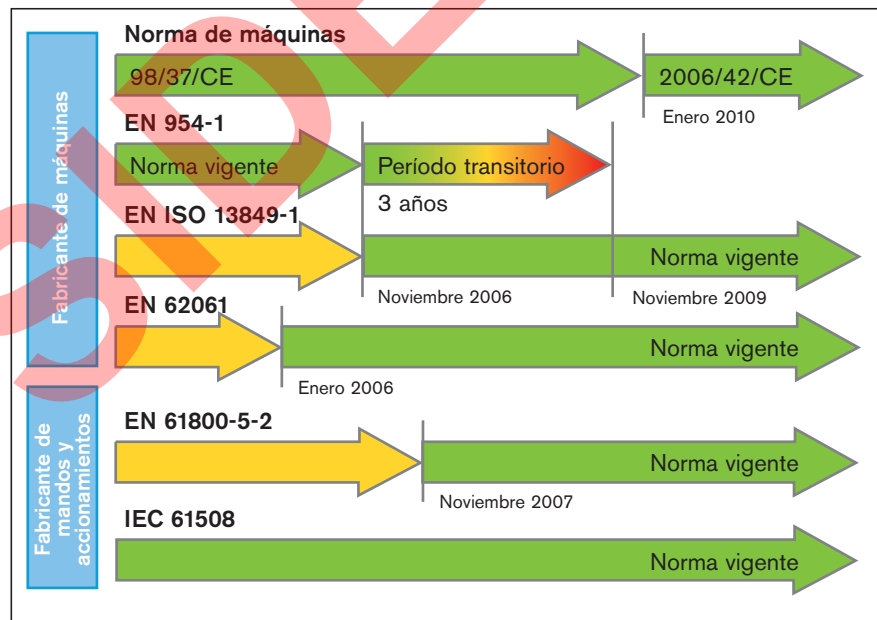 Norma de máquinas
98/37/CE
2006/42/CE
Enero 2010
EN 954-1
Norma vigente
Período transitorio
3 años
EN ISO 13849-1
Norma vigente
Noviembre 2006
Noviembre 2009
EN 62061
Norma vigente
Enero 2006
Fabricante de máquinas
EN 61800-5-2
Norma vigente
Noviembre 2007
IEC 61508
Norma vigente
Fabricante de
mandos y
accionamientos